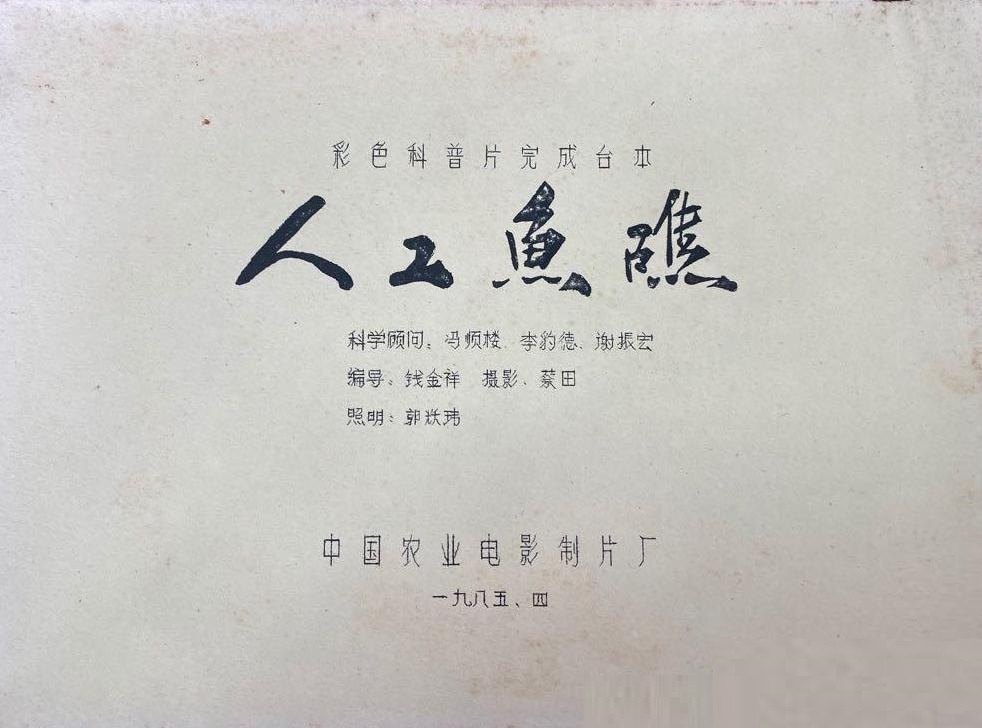 彩色科普片完成台本
人工鱼礁
科学顾问：冯顺楼、李豹德、谢振宏
编导：钱金祥 摄影、蔡田
照明：郭跃玮
中国农业电影制片厂
一九八五、四